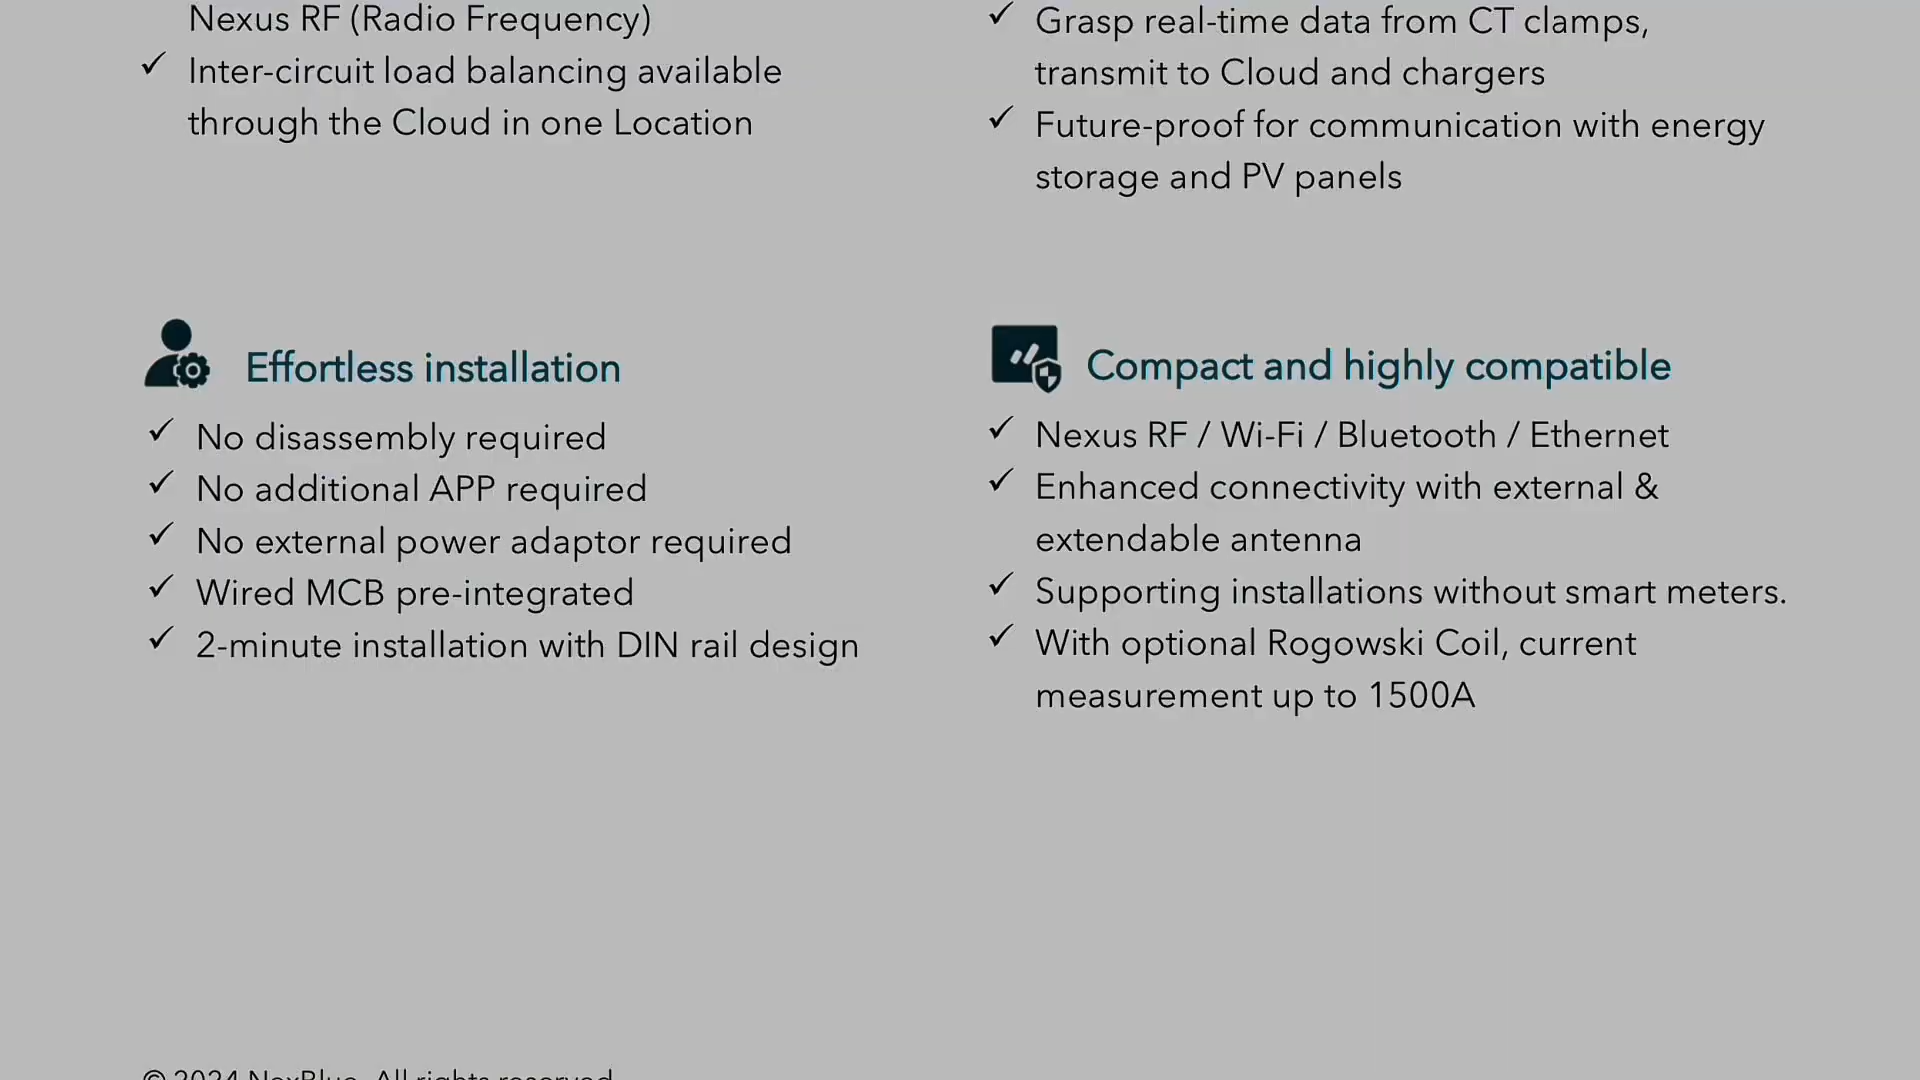 Nexus RF (Radio Frequency)
✓ Inter-circuit load balancing available
through the Cloud in one Location
✓ Grasp real-time data from CT clamps,
transmit to Cloud and chargers
✓ Future-proof for communication with energy
storage and PV panels
Effortless installation
✓ No disassembly required
✓ No additional APP required
✓ No external power adaptor required
✓ Wired MCB pre-integrated
✓ 2-minute installation with DIN rail design
Compact and highly compatible
✓ Nexus RF / Wi-Fi / Bluetooth / Ethernet
✓ Enhanced connectivity with external &
extendable antenna
✓ Supporting installations without smart meters.
✓ With optional Rogowski Coil, current
measurement up to 1500A
© 2024 NexBlue. All rights reserved